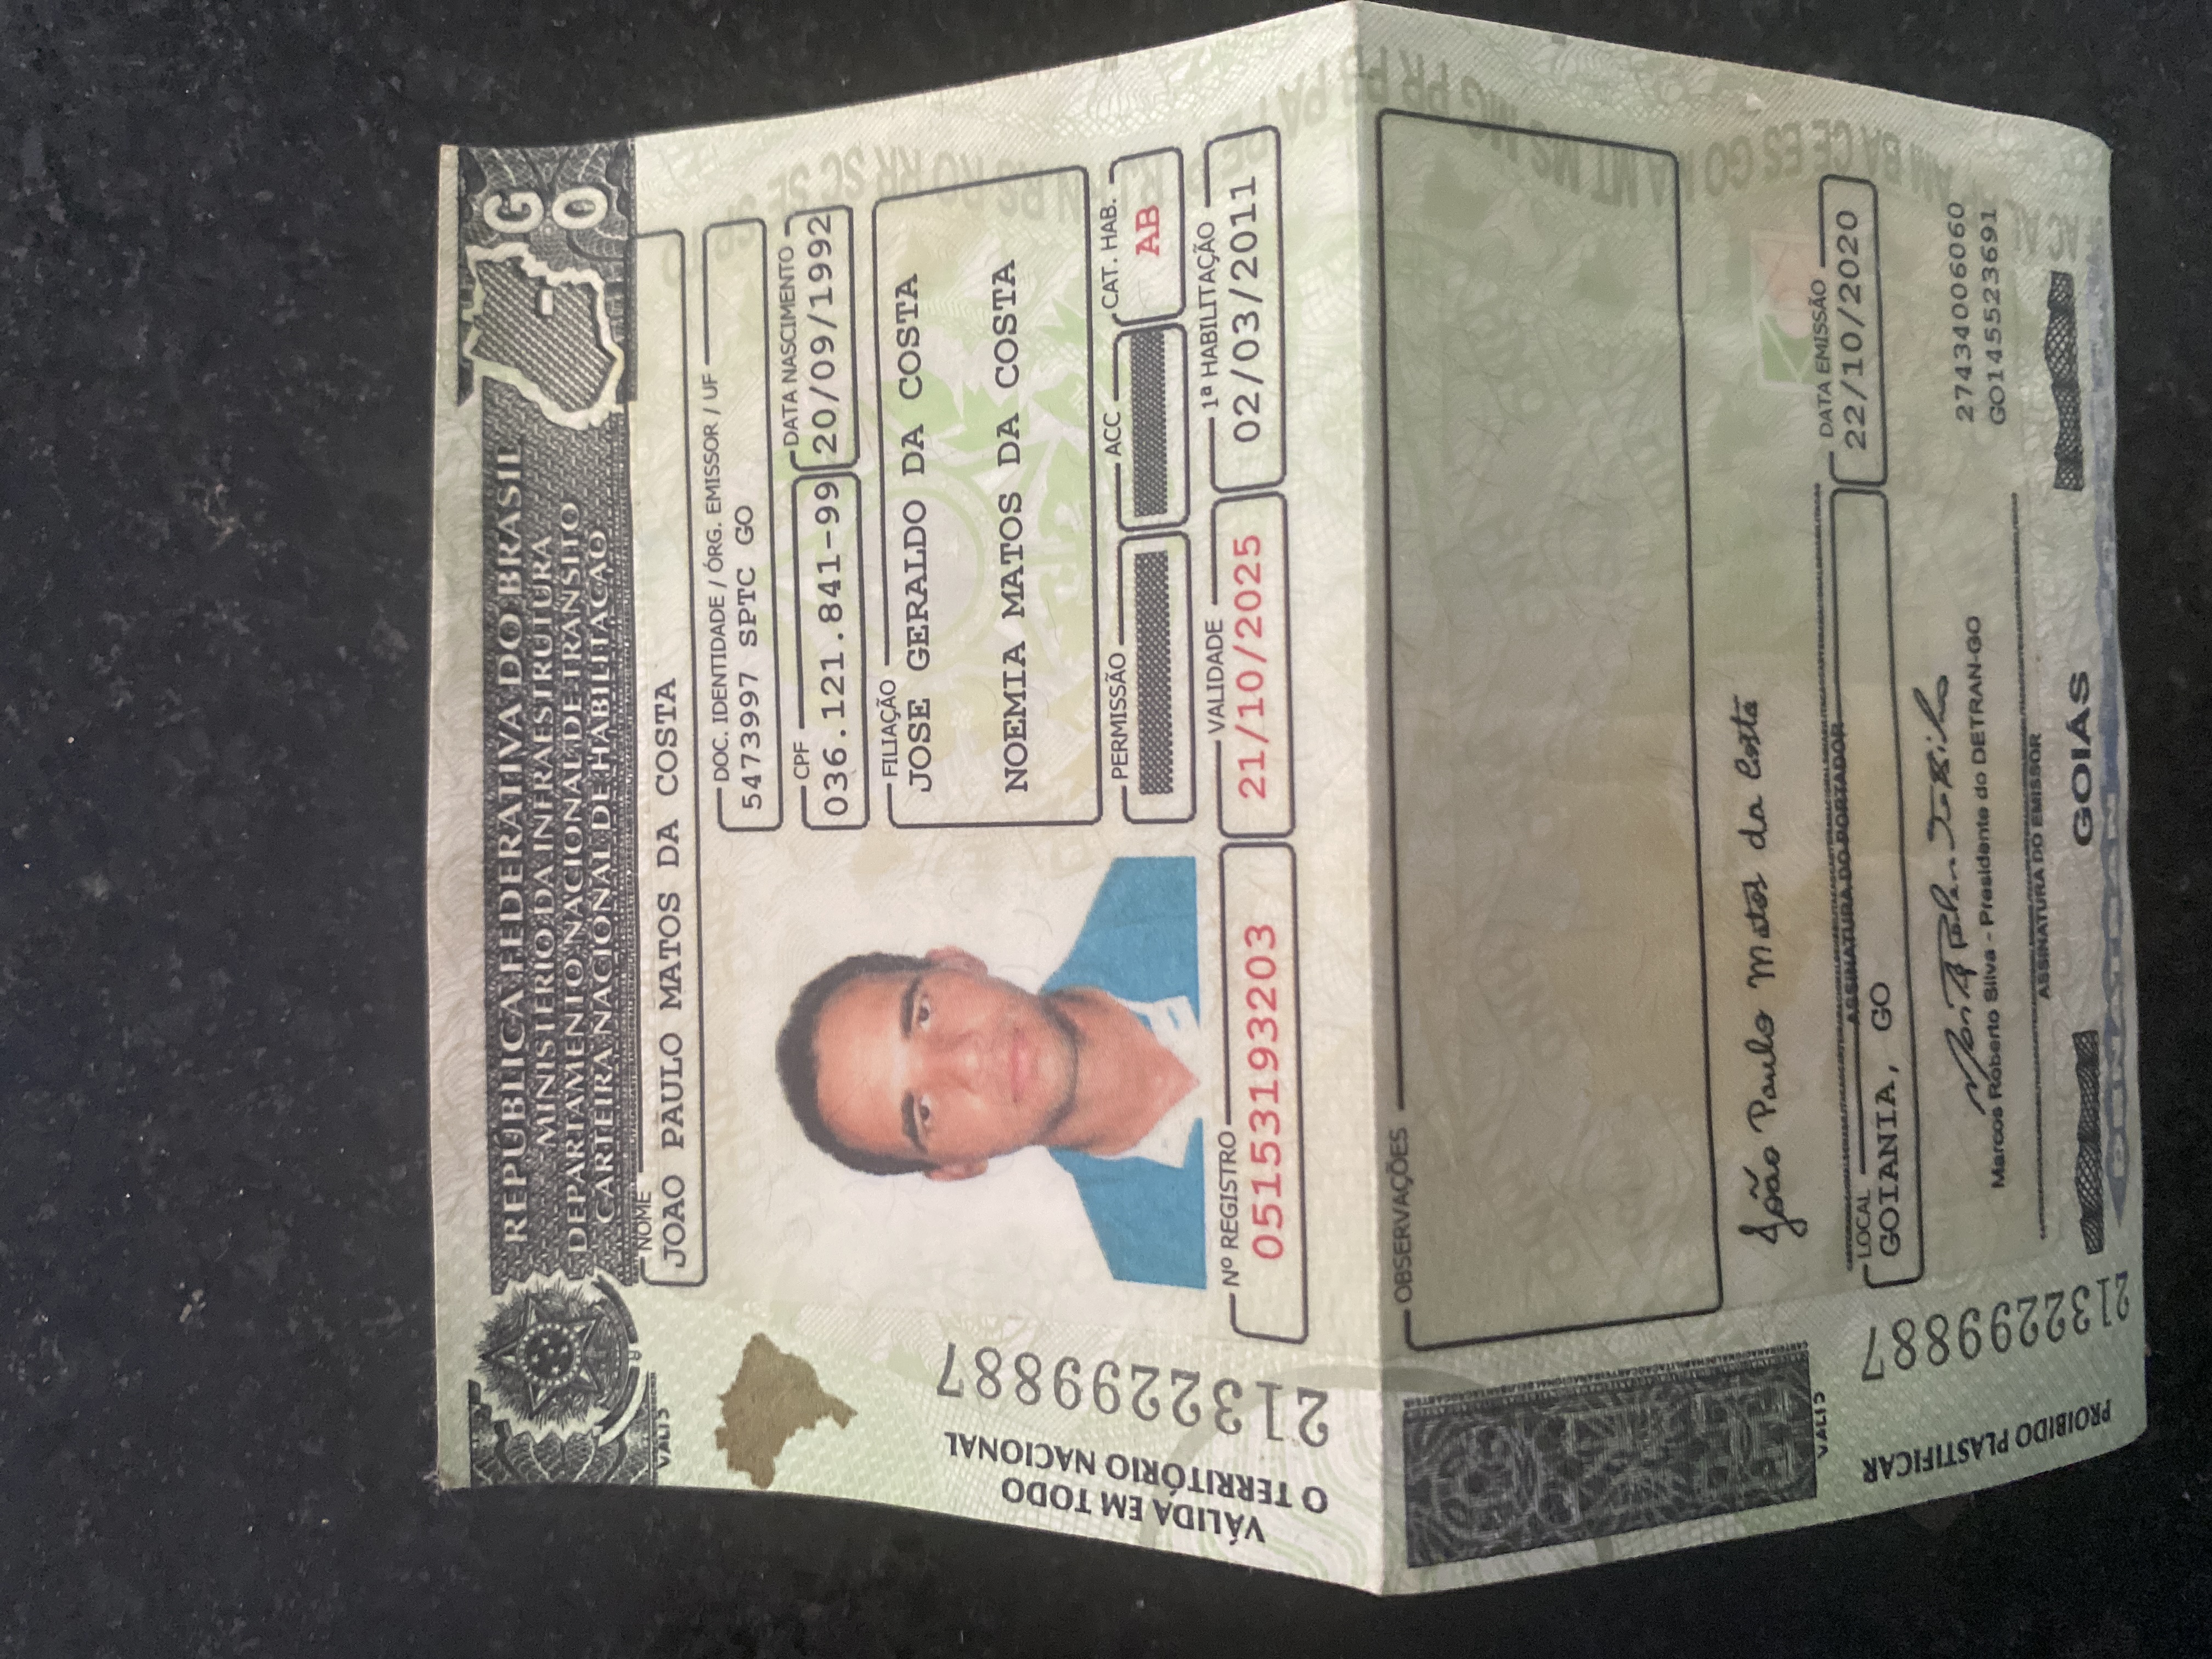 REPÚBLICA FEDERATIVA DO BRASIL
MINISTÉRIO DA INFRAESTRUTURA
DEPARTAMENTO NACIONAL DE TRÂNSITO
CARTEIRA NACIONAL DE HABILITAÇÃO
GO
NOME
JOAO PAULO MATOS DA COSTA
DOC. IDENTIDADE / ÓRG. EMISSOR / UF
5473997 SPTC GO
CPF
036.121.841-99
DATA NASCIMENTO
20/09/1992
FILIAÇÃO
JOSE GERALDO DA COSTA
NOEMIA MATOS DA COSTA
PERMISSÃO
ACC
CAT. HAB.
AB
Nº REGISTRO
05153193203
VALIDADE
21/10/2025
1ª HABILITAÇÃO
02/03/2011
VÁLIDA EM TODO
O TERRITÓRIO NACIONAL
2132299887
OBSERVAÇÕES
João Paulo Matos da Costa
ASSINATURA DO PORTADOR
LOCAL
GOIANIA, GO
DATA EMISSÃO
22/10/2020
Marcos Roberto Silva - Presidente do DETRAN-GO
27434006060
GO145523691
ASSINATURA DO EMISSOR
PROIBIDO PLASTIFICAR
2132299887
GOIÁS
DENATRAN